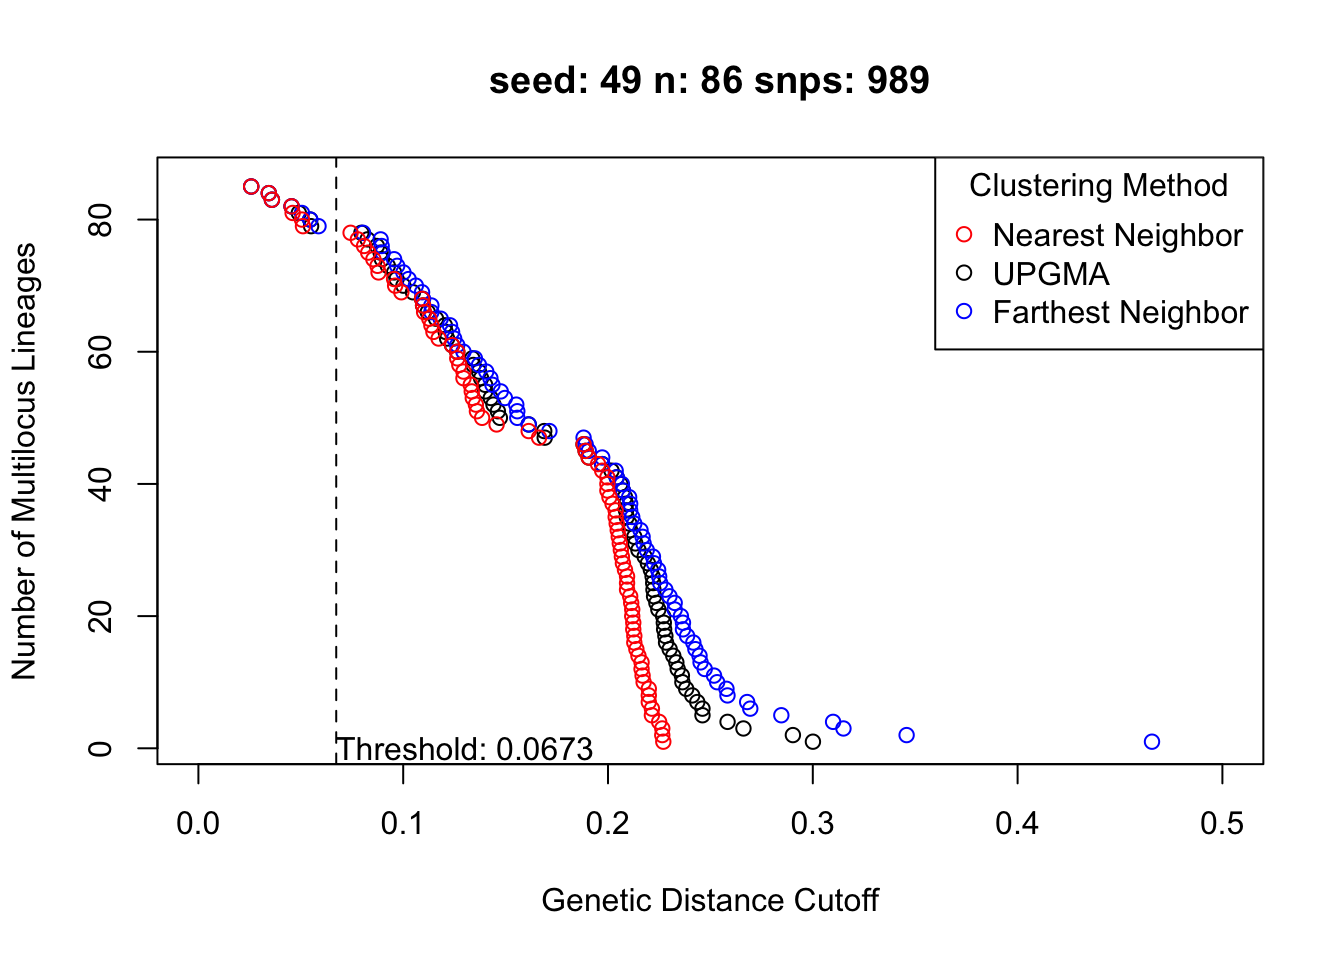 seed: 49 n: 86 snps: 989
Clustering Method
Nearest Neighbor
UPGMA
Farthest Neighbor
Number of Multilocus Lineages
80
60
40
20
0
Threshold: 0.0673
0.0 0.1 0.2 0.3 0.4 0.5
Genetic Distance Cutoff